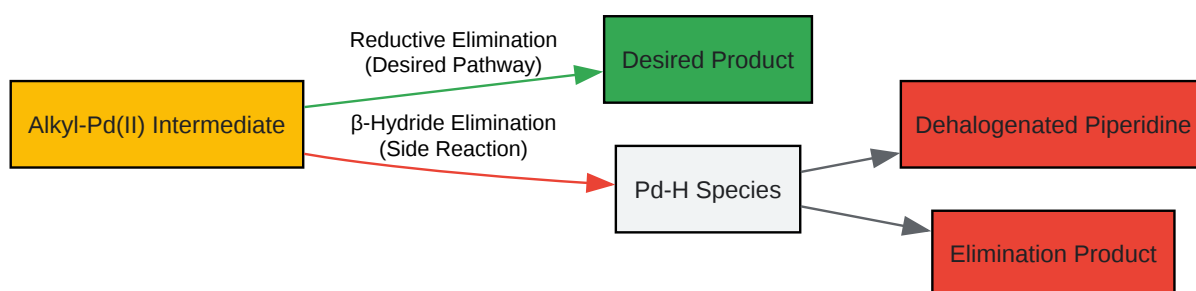 Reductive Elimination
(Desired Pathway)
Desired Product
Alkyl-Pd(II) Intermediate
β-Hydride Elimination
(Side Reaction)
Dehalogenated Piperidine
Pd-H Species
Elimination Product